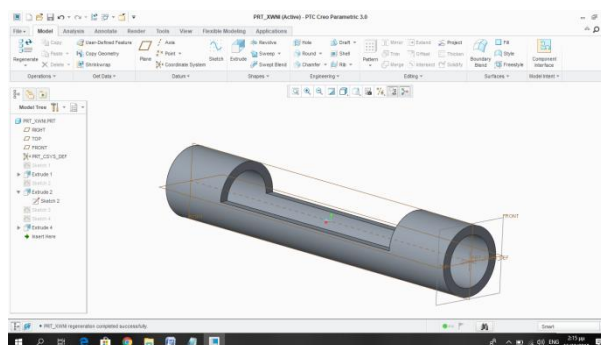 PRT_XWNI (Active) - PTC Creo Parametric 3.0
File Model Analysis Annotate Render Tools View Flexible Modeling Applications
Regenerate Copy Paste Delete User-Defined Feature Copy Geometry Shrinkwrap Plane Axis Point Coordinate System Sketch Extrude Revolve Sweep Swept Blend Hole Round Chamfer Draft Shell Rib Pattern Mirror Extend Project Trim Offset Thicken Merge Intersect Solidify Boundary Blend Fill Style Freestyle Component Interface
Operations Get Data Datum Shapes Engineering Editing Surfaces Model Intent
Model Tree
PRT_XWNI.PRT
RIGHT
TOP
FRONT
PRT_CSYS_DEF
Sketch 1
Extrude 1
Sketch 2
Extrude 2
Sketch 2
Sketch 3
Sketch 4
Extrude 4
Insert Here
FRONT
PRT_XWNI regeneration completed successfully.
Smart
ENG
2:15 μμ